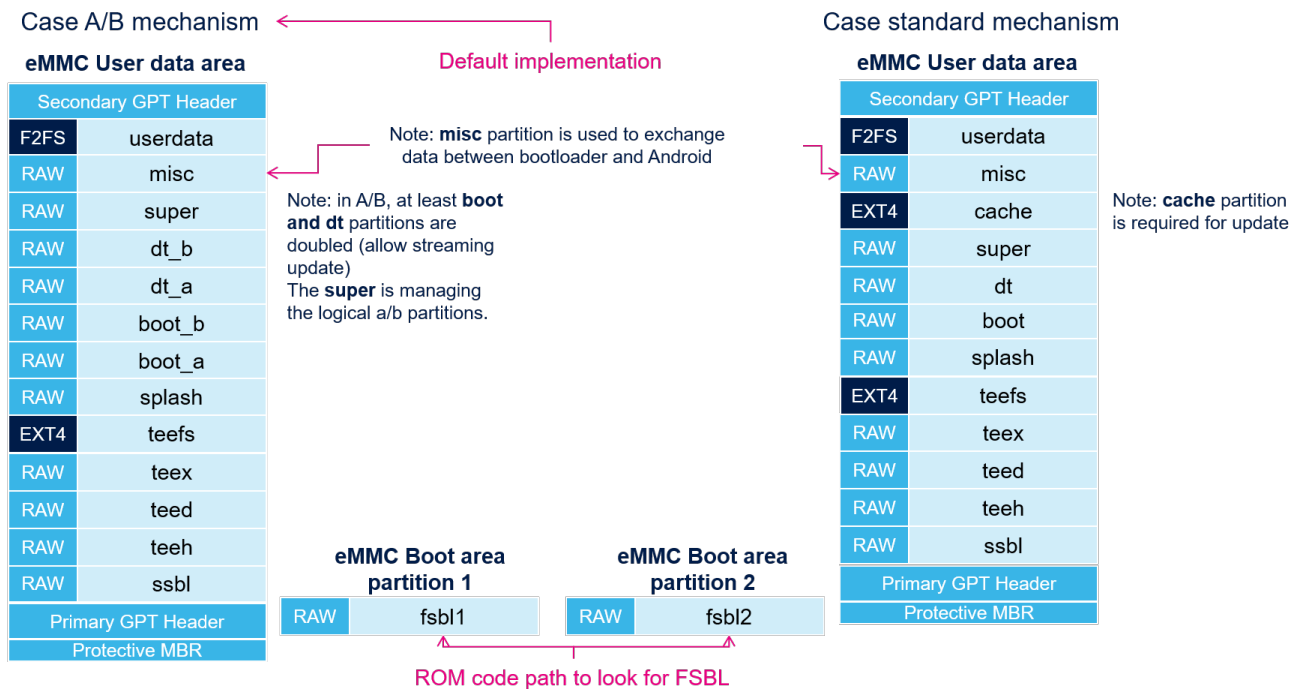 Case A/B mechanism
Default implementation
Case standard mechanism
eMMC User data area
Secondary GPT Header
F2FS userdata
RAW misc
RAW super
RAW dt_b
RAW dt_a
RAW boot_b
RAW boot_a
RAW splash
EXT4 teefs
RAW teex
RAW teed
RAW teeh
RAW ssbl
Primary GPT Header
Protective MBR
Note: misc partition is used to exchange
data between bootloader and Android
Note: in A/B, at least boot
and dt partitions are
doubled (allow streaming
update)
The super is managing
the logical a/b partitions.
eMMC Boot area
partition 1
RAW fsbl1
eMMC Boot area
partition 2
RAW fsbl2
ROM code path to look for FSBL
eMMC User data area
Secondary GPT Header
F2FS userdata
RAW misc
EXT4 cache
RAW super
RAW dt
RAW boot
RAW splash
EXT4 teefs
RAW teex
RAW teed
RAW teeh
RAW ssbl
Primary GPT Header
Protective MBR
Note: cache partition
is required for update